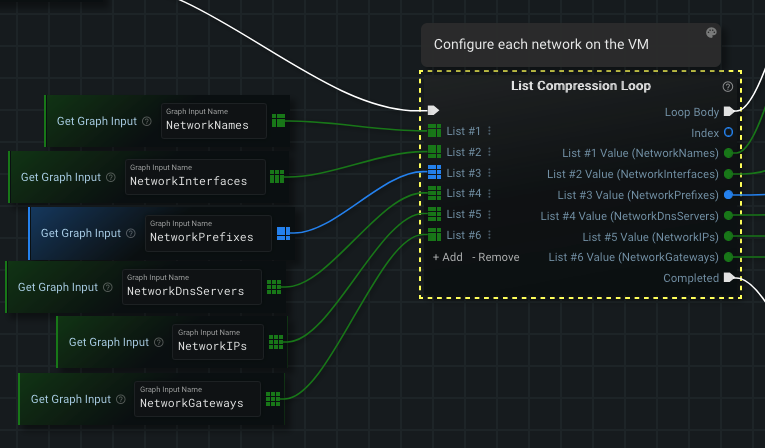 Configure each network on the VM
List Compression Loop
Get Graph Input
Graph Input Name
NetworkNames
Get Graph Input
Graph Input Name
NetworkInterfaces
Get Graph Input
Graph Input Name
NetworkPrefixes
Get Graph Input
Graph Input Name
NetworkDnsServers
Get Graph Input
Graph Input Name
NetworkIPs
Get Graph Input
Graph Input Name
NetworkGateways
List #1
List #2
List #3
List #4
List #5
List #6
+ Add - Remove
Loop Body
Index
List #1 Value (NetworkNames)
List #2 Value (NetworkInterfaces)
List #3 Value (NetworkPrefixes)
List #4 Value (NetworkDnsServers)
List #5 Value (NetworkIPs)
List #6 Value (NetworkGateways)
Completed